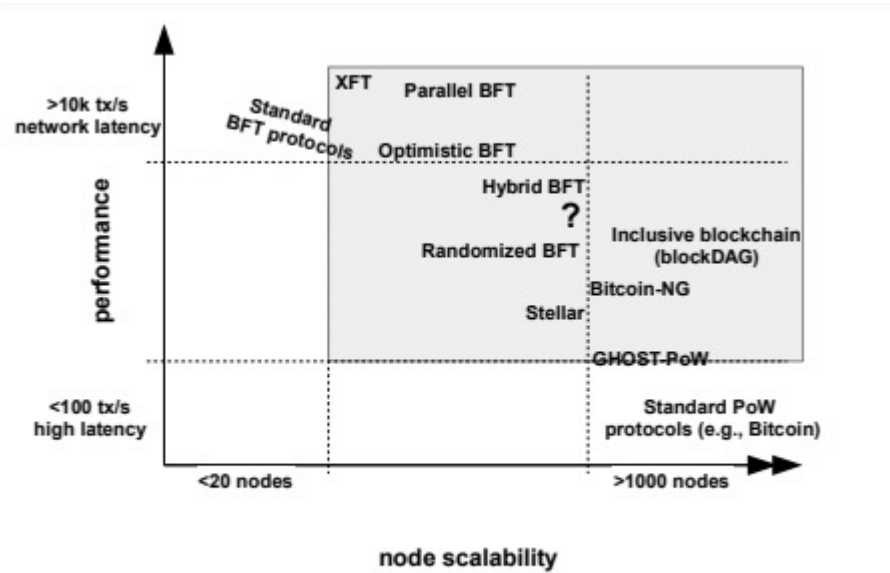 XFT
Parallel BFT
>10k tx/s
network latency
Standard
BFT protocols
Optimistic BFT
Hybrid BFT
?
performance
Inclusive blockchain
(blockDAG)
Randomized BFT
Bitcoin-NG
Stellar
GHOST-PoW
<100 tx/s
high latency
Standard PoW
protocols (e.g., Bitcoin)
<20 nodes
>1000 nodes
node scalability